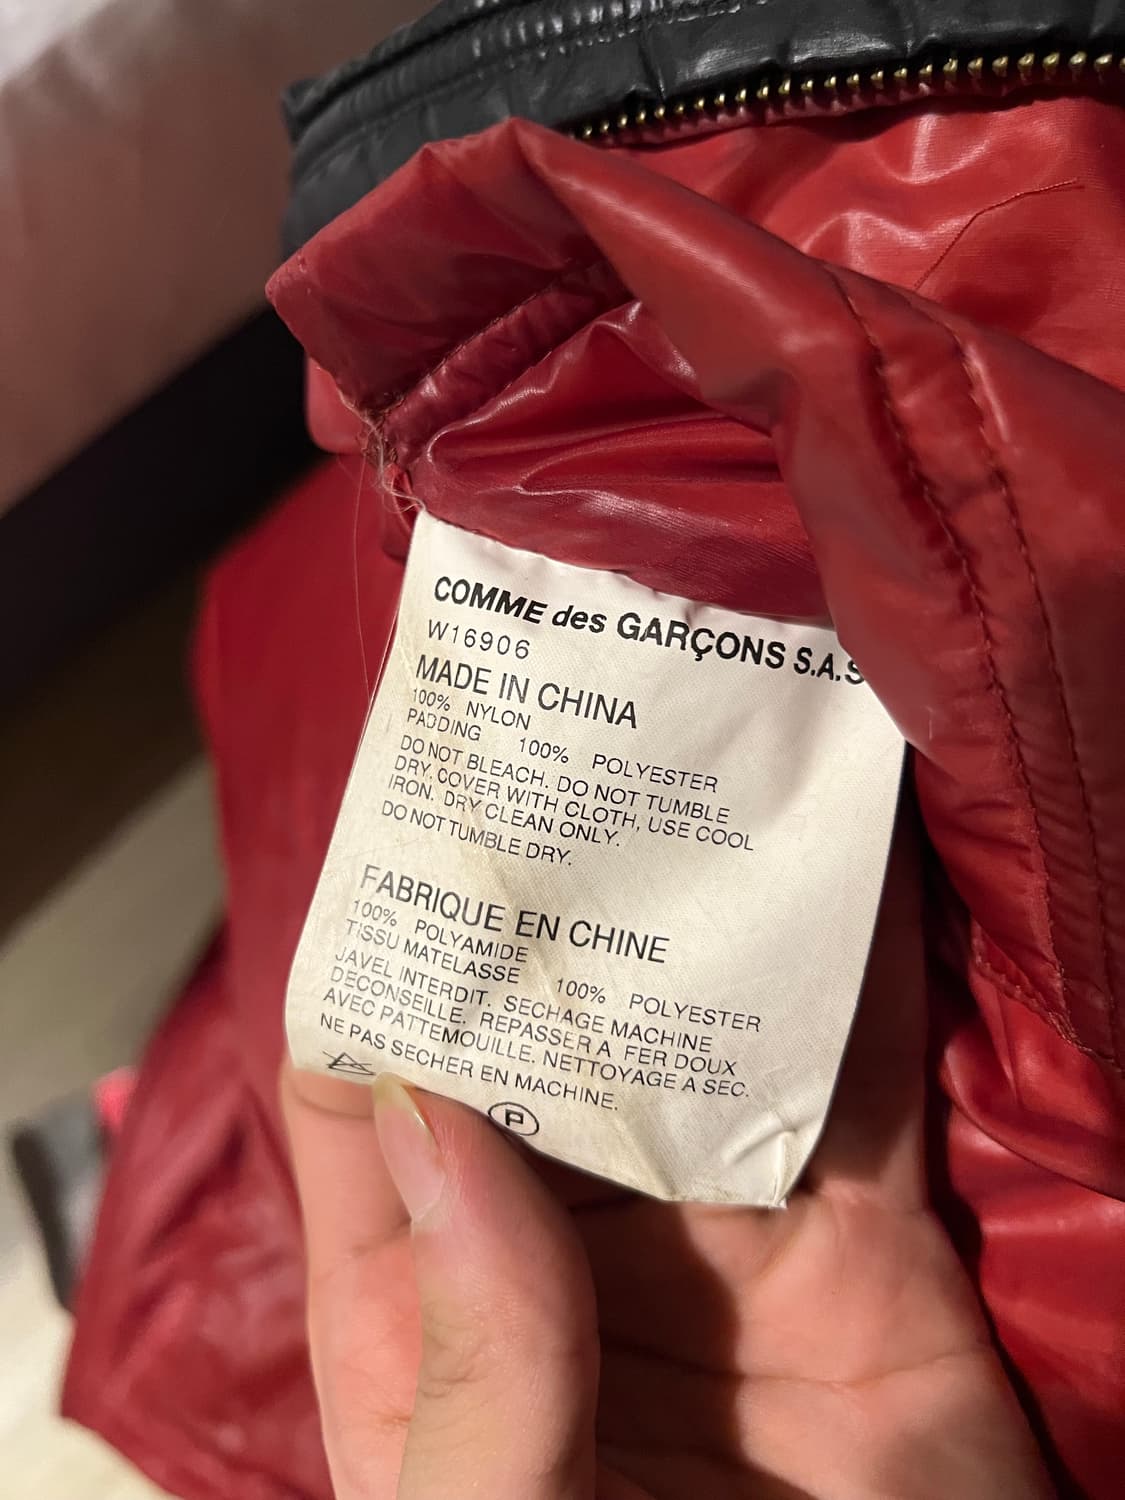 COMME des GARÇONS S.A.S
W16906
MADE IN CHINA
100% NYLON
PADDING 100% POLYESTER
DO NOT BLEACH. DO NOT TUMBLE
DRY. COVER WITH CLOTH, USE COOL
IRON. DRY CLEAN ONLY.
DO NOT TUMBLE DRY.
FABRIQUE EN CHINE
100% POLYAMIDE
TISSU MATELASSE 100% POLYESTER
JAVEL INTERDIT. SECHAGE MACHINE
DECONSEILLE. REPASSER A FER DOUX
AVEC PATTEMOUILLE. NETTOYAGE A SEC.
NE PAS SECHER EN MACHINE.
P